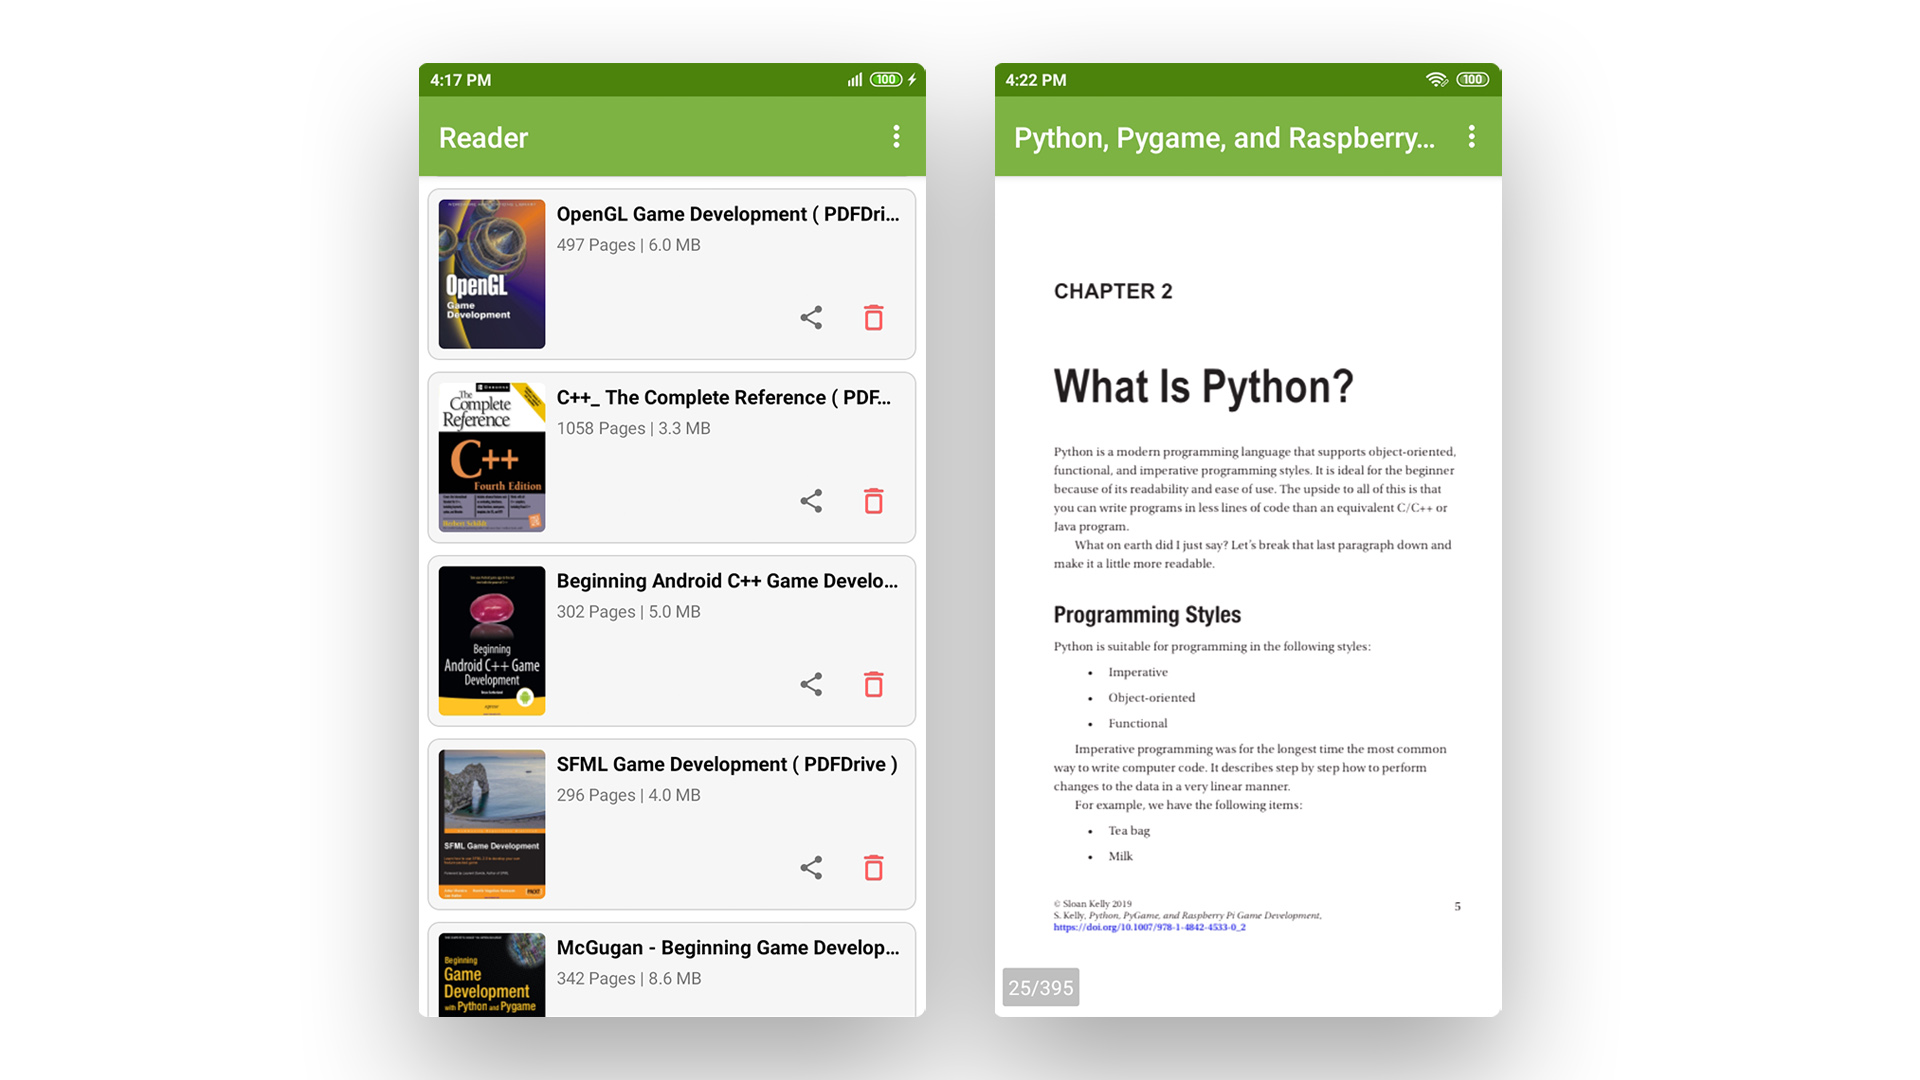 4:17 PM
100
Reader
OpenGL
Game
Development
OpenGL Game Development ( PDFDri...
497 Pages | 6.0 MB
The
Complete
Reference
C++
Fourth Edition
Herbert Schildt
C++_ The Complete Reference ( PDF...
1058 Pages | 3.3 MB
Beginning
Android C++ Game
Development
Beginning Android C++ Game Develo...
302 Pages | 5.0 MB
SFML Game Development
SFML Game Development ( PDFDrive )
296 Pages | 4.0 MB
Beginning
Game
Development
with Python and Pygame
McGugan - Beginning Game Develop...
342 Pages | 8.6 MB
4:22 PM
100
Python, Pygame, and Raspberry...
CHAPTER 2
What Is Python?
Python is a modern programming language that supports object-oriented,
functional, and imperative programming styles. It is ideal for the beginner
because of its readability and ease of use. The upside to all of this is that
you can write programs in less lines of code than an equivalent C/C++ or
Java program.
What on earth did I just say? Let's break that last paragraph down and
make it a little more readable.
Programming Styles
Python is suitable for programming in the following styles:
• Imperative
• Object-oriented
• Functional
Imperative programming was for the longest time the most common
way to write computer code. It describes step by step how to perform
changes to the data in a very linear manner.
For example, we have the following items:
• Tea bag
• Milk
© Sloan Kelly 2019
S. Kelly, Python, PyGame, and Raspberry Pi Game Development,
https://doi.org/10.1007/978-1-4842-4533-0_2
5
25/395